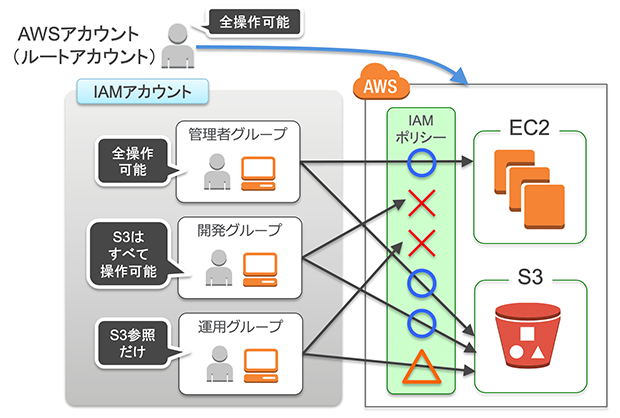 全操作可能
AWSアカウント
（ルートアカウント）
IAMアカウント
AWS
管理者グループ
全操作
可能
開発グループ
S3は
すべて
操作可能
運用グループ
S3参照
だけ
IAM
ポリシー
EC2
S3